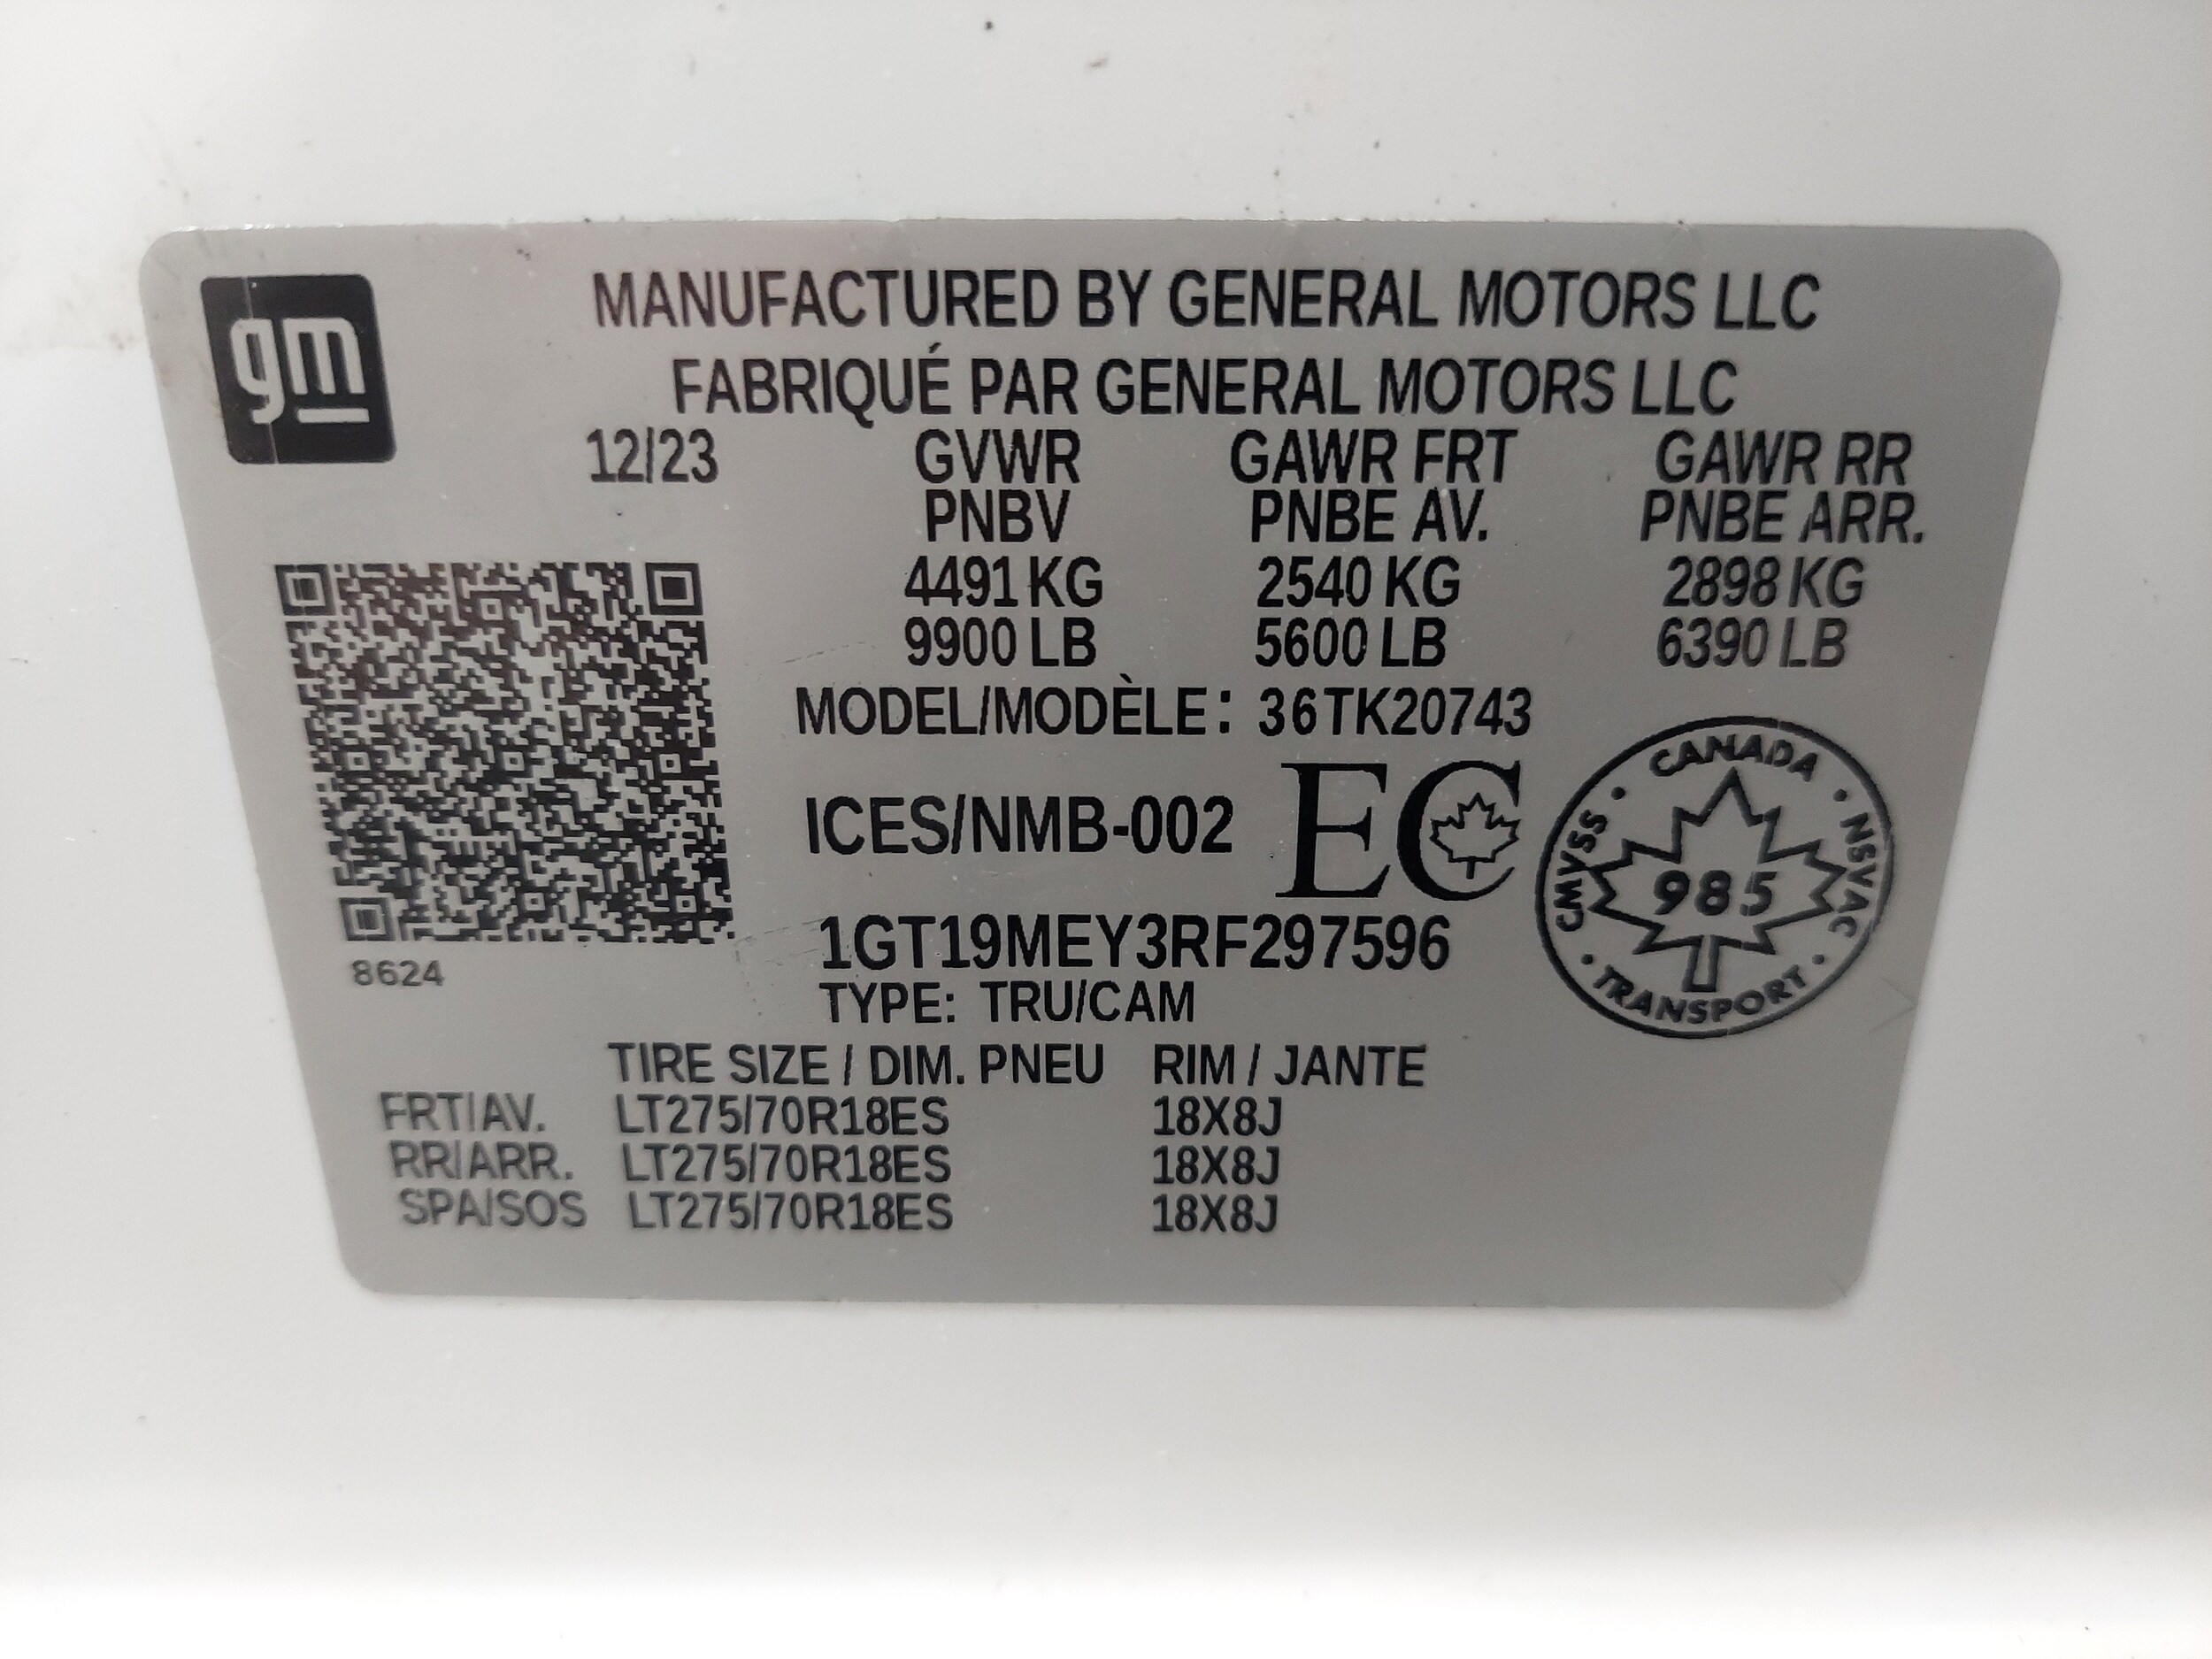 gm
MANUFACTURED BY GENERAL MOTORS LLC
FABRIQUÉ PAR GENERAL MOTORS LLC
12/23 GVWR GAWR FRT GAWR RR
PNBV PNBE AV. PNBE ARR.
4491 KG 2540 KG 2898 KG
9900 LB 5600 LB 6390 LB
MODEL/MODÈLE: 36TK20743
ICES/NMB-002 EC
CANADA · NSVAC · TRANSPORT · CMVSS ·
985
1GT19MEY3RF297596
8624
TYPE: TRU/CAM
TIRE SIZE / DIM. PNEU RIM / JANTE
FRT/AV. LT275/70R18ES 18X8J
RR/ARR. LT275/70R18ES 18X8J
SPA/SOS LT275/70R18ES 18X8J